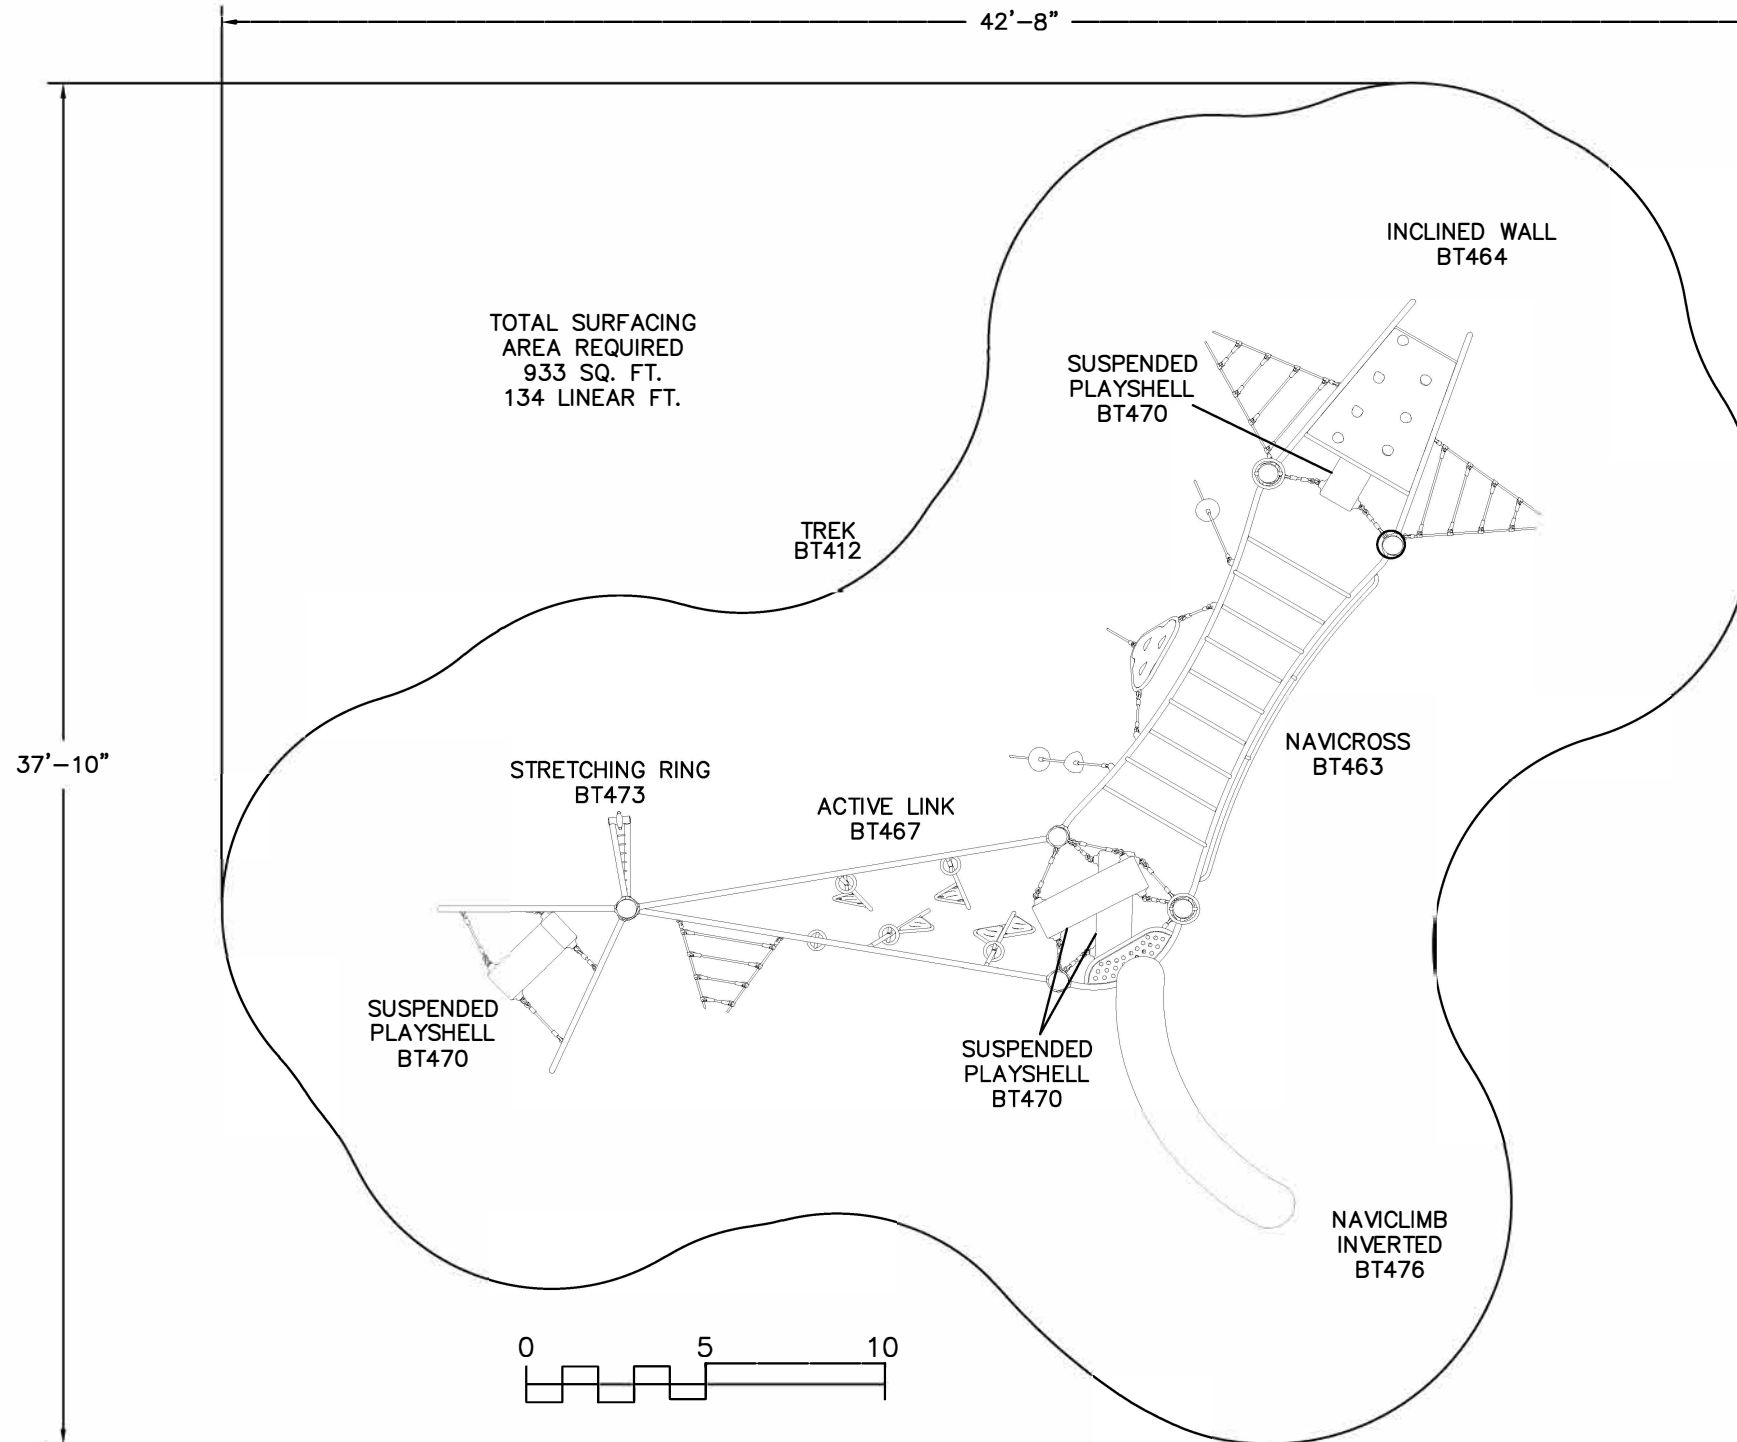 42'-8"
INCLINED WALL
BT464
TOTAL SURFACING
AREA REQUIRED
933 SQ. FT.
134 LINEAR FT.
SUSPENDED
PLAYSHELL
BT470
TREK
BT412
37'-10"
STRETCHING RING
BT473
ACTIVE LINK
BT467
NAVICROSS
BT463
SUSPENDED
PLAYSHELL
BT470
SUSPENDED
PLAYSHELL
BT470
NAVICLIMB
INVERTED
BT476
0 5 10